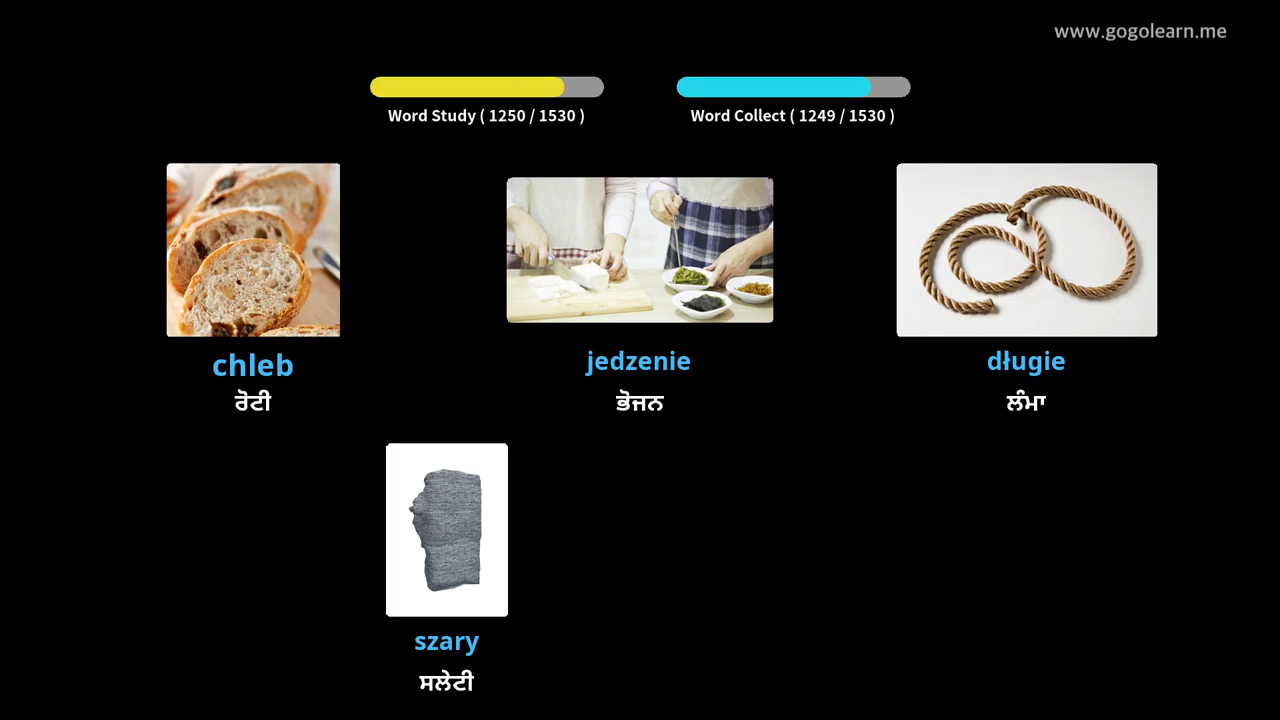 www.gogolearn.me
Word Study ( 1250 / 1530 )
Word Collect ( 1249 / 1530 )
chleb
ਰੋਟੀ
jedzenie
ਭੋਜਨ
długie
ਲੰਮਾ
szary
ਸਲੇਟੀ